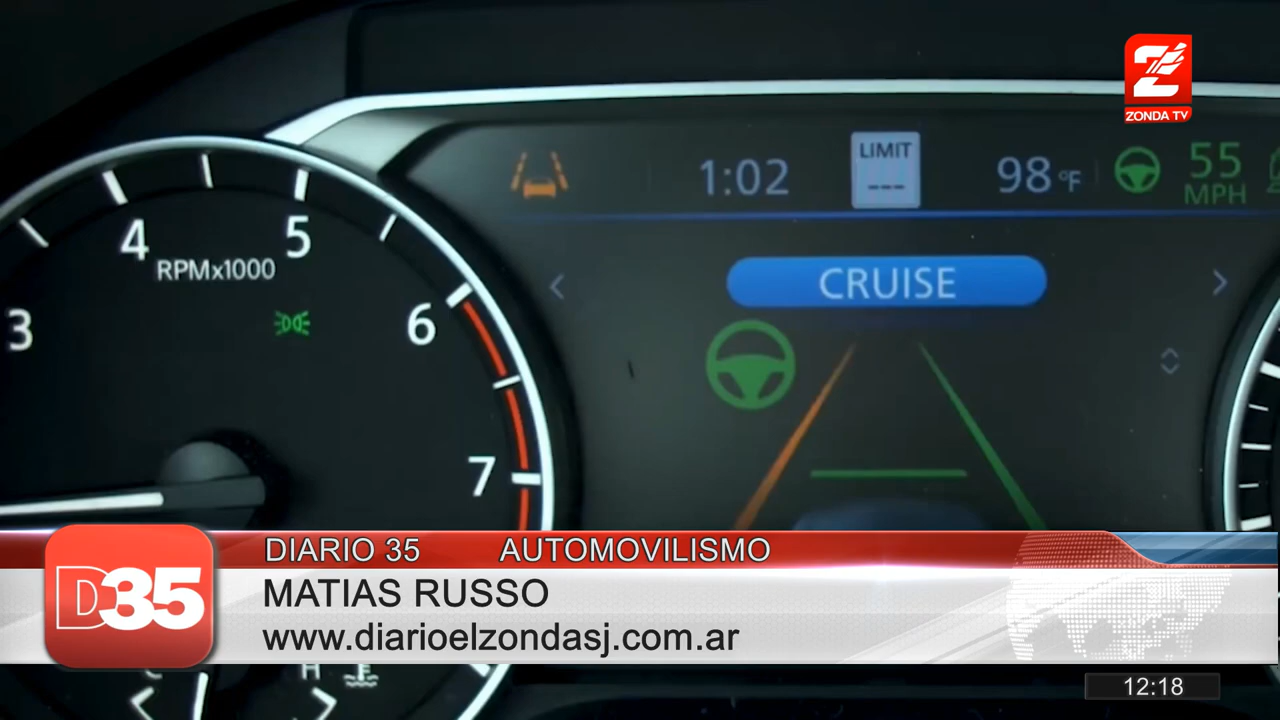 ZONDA TV
LIMIT
---
1:02
98 °F
55
MPH
4
5
RPMx1000
3
6
CRUISE
7
DIARIO 35 AUTOMOVILISMO
D35
MATIAS RUSSO
www.diarioelzondasj.com.ar
C H
12:18